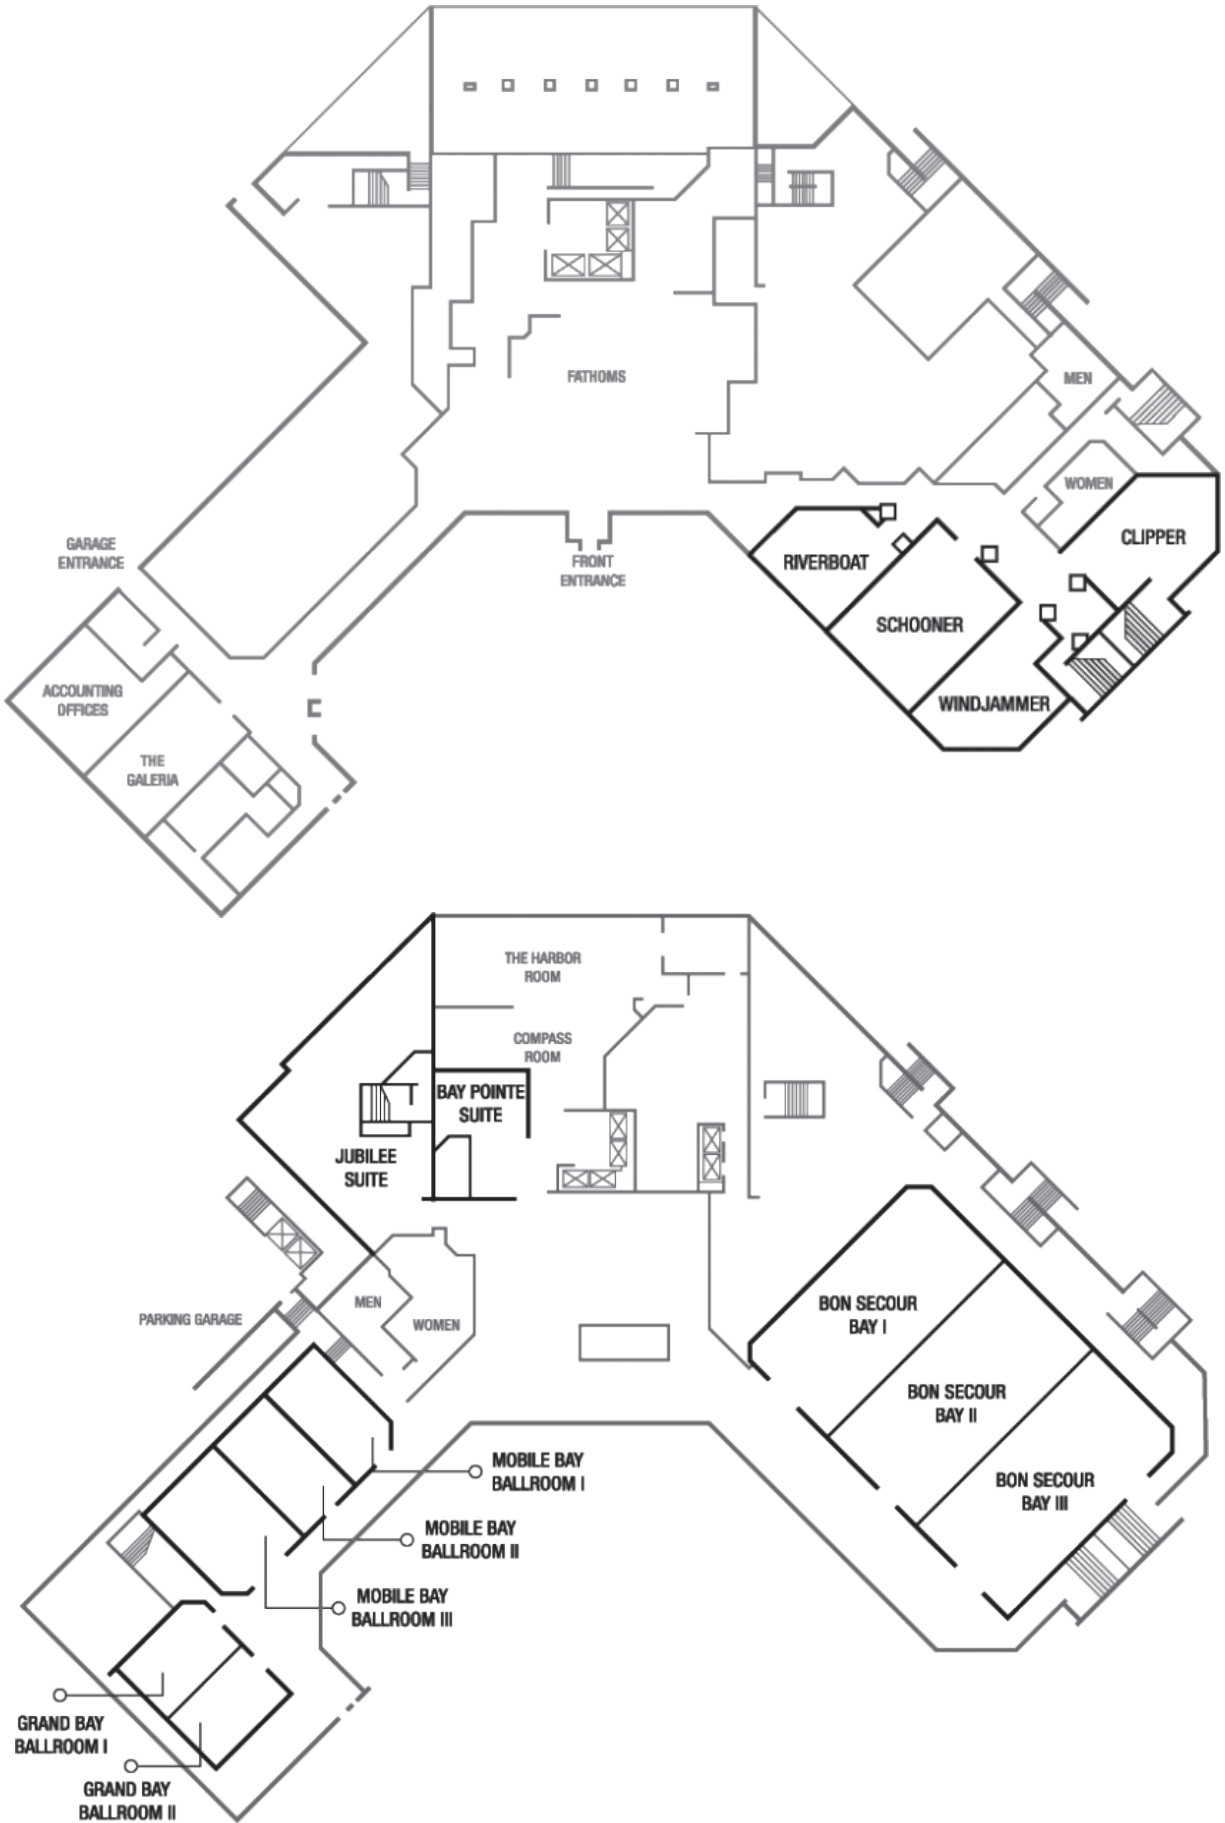 FATHOMS
MEN
WOMEN
CLIPPER
GARAGE
ENTRANCE
FRONT
ENTRANCE
RIVERBOAT
SCHOONER
WINDJAMMER
ACCOUNTING
OFFICES
THE
GALERIA
THE HARBOR
ROOM
COMPASS
ROOM
BAY POINTE
SUITE
JUBILEE
SUITE
MEN
WOMEN
PARKING GARAGE
BON SECOUR
BAY I
BON SECOUR
BAY II
BON SECOUR
BAY III
MOBILE BAY
BALLROOM I
MOBILE BAY
BALLROOM II
MOBILE BAY
BALLROOM III
GRAND BAY
BALLROOM I
GRAND BAY
BALLROOM II